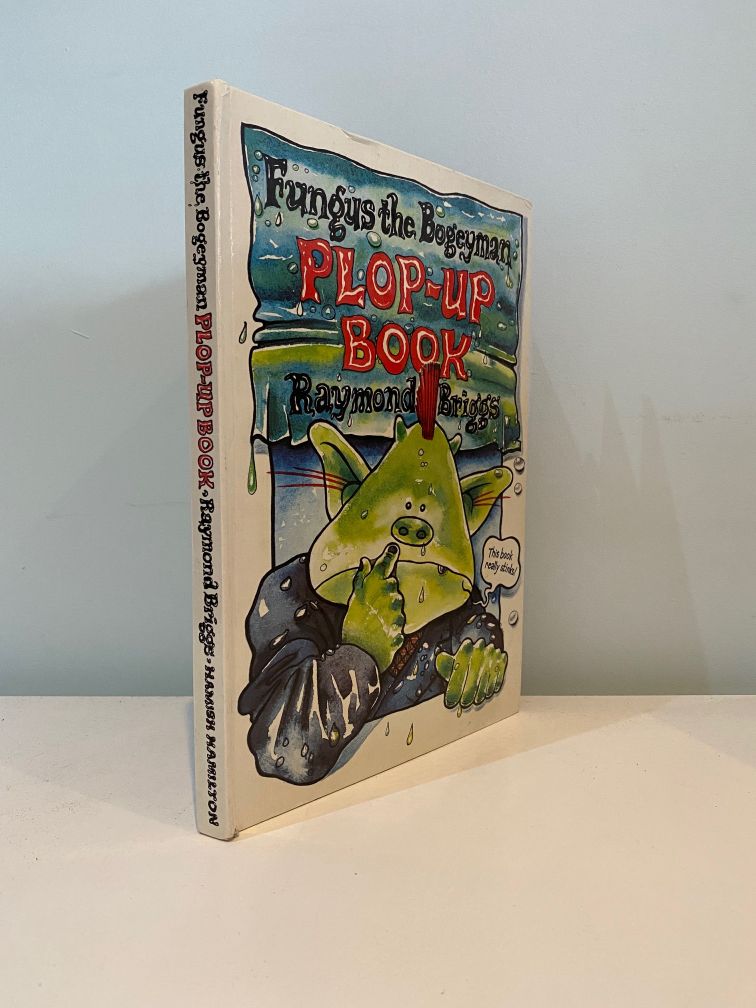 Fungus the Bogeyman PLOP-UP BOOK • Raymond Briggs • HAMISH HAMILTON
Fungus the Bogeyman
PLOP-UP
BOOK
Raymond Briggs
This book
really stinks!